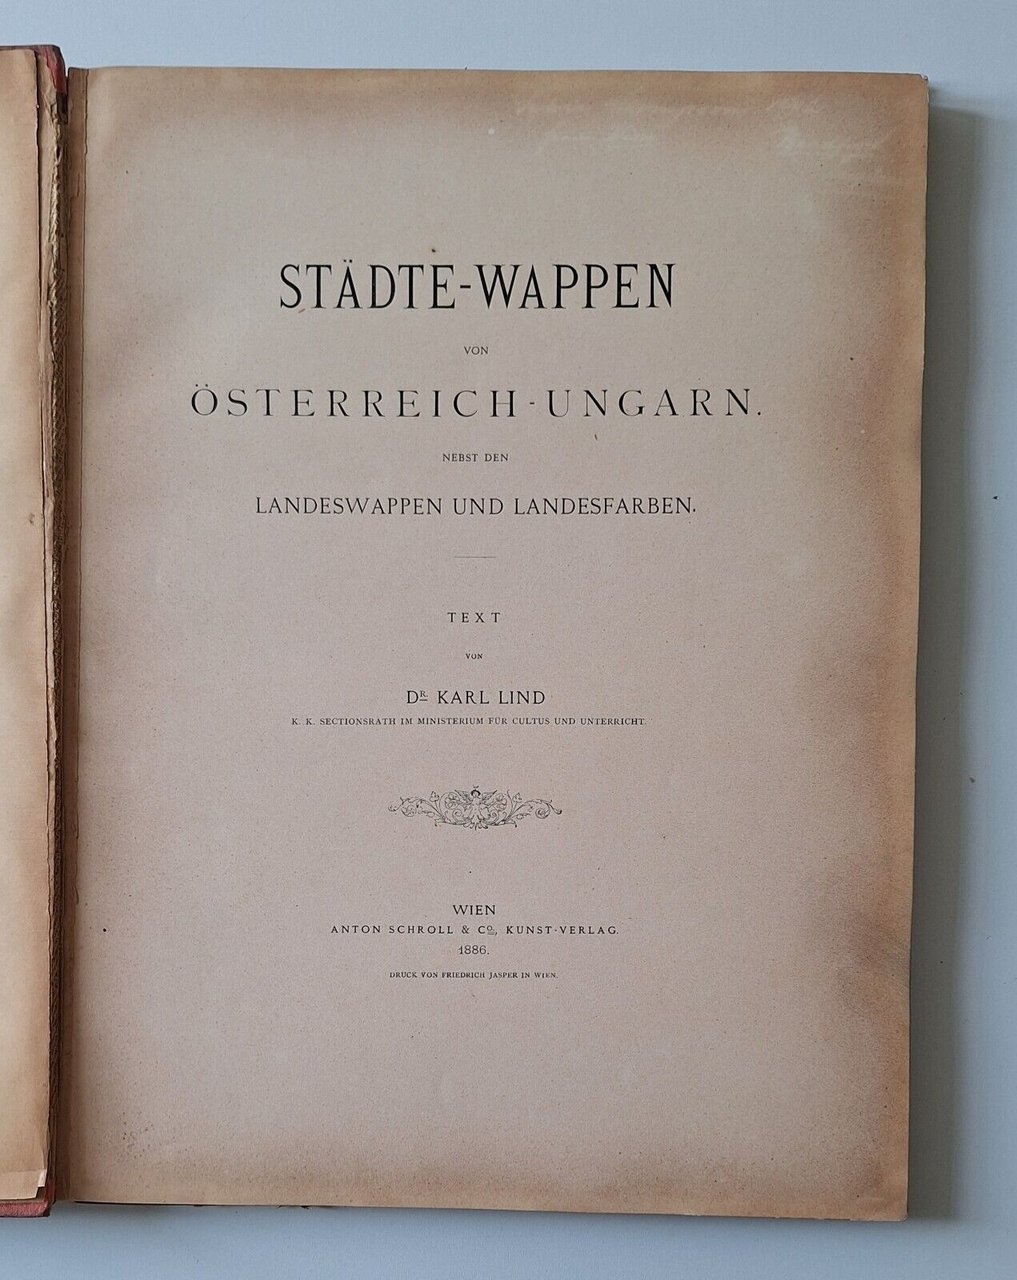 STÄDTE-WAPPEN
VON
ÖSTERREICH-UNGARN.
NEBST DEN
LANDESWAPPEN UND LANDESFARBEN.
TEXT
VON
DR. KARL LIND
K. K. SECTIONSRATH IM MINISTERIUM FÜR CULTUS UND UNTERRICHT.
WIEN
ANTON SCHROLL & CO., KUNST-VERLAG.
1886.
DRUCK VON FRIEDRICH JASPER IN WIEN.